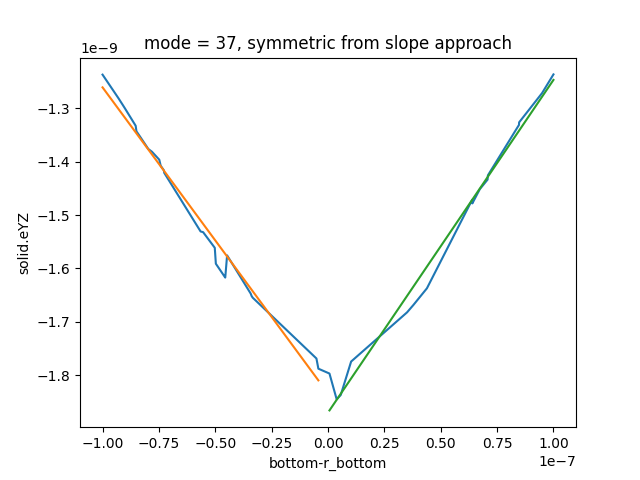 mode = 37, symmetric from slope approach
1e−9
−1.3
−1.4
−1.5
−1.6
−1.7
−1.8
solid.eYZ
−1.00 −0.75 −0.50 −0.25 0.00 0.25 0.50 0.75 1.00
bottom-r_bottom
1e−7